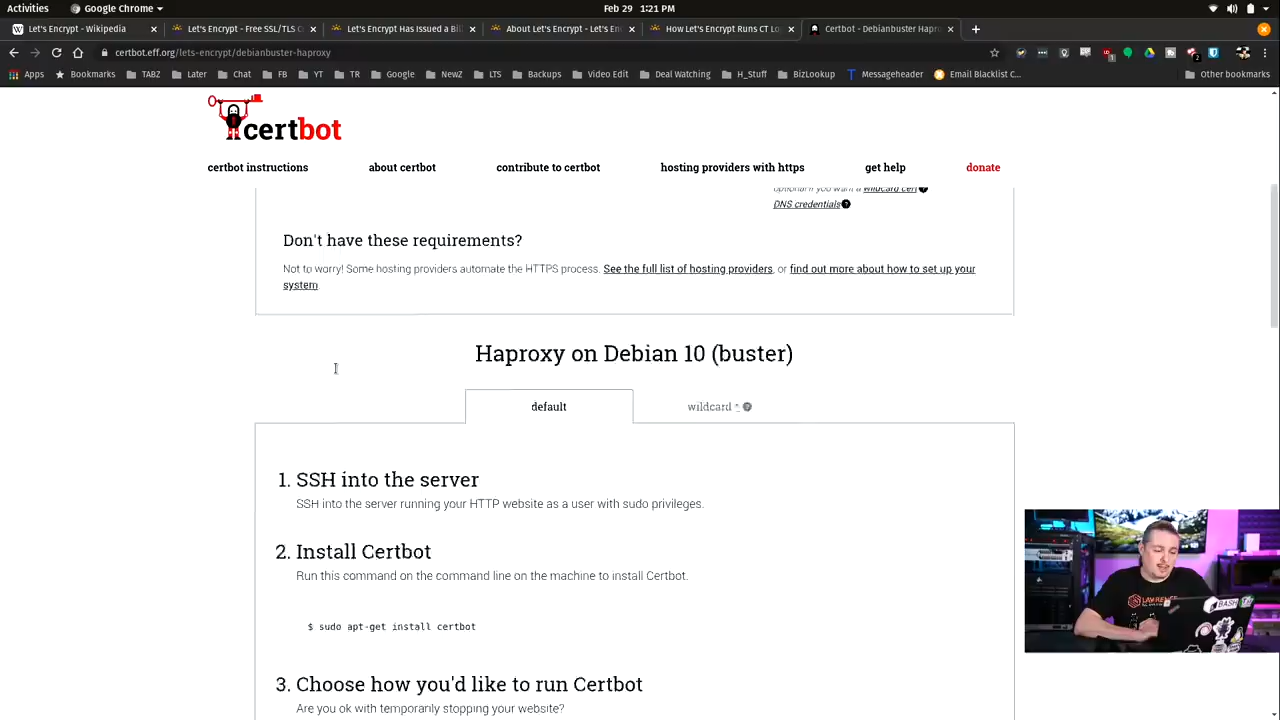 Activities
Google Chrome
Feb 29 1:21 PM
Let's Encrypt - Wikipedia
Let's Encrypt - Free SSL/TLS C
Let's Encrypt Has Issued a Bil
About Let's Encrypt - Let's En
How Let's Encrypt Runs CT Lo
Certbot - Debianbuster Haprox
certbot.eff.org/lets-encrypt/debianbuster-haproxy
Apps
Bookmarks
TABZ
Later
Chat
FB
YT
TR
Google
NewZ
LTS
Backups
Video Edit
Deal Watching
H_Stuff
BizLookup
Messageheader
Email Blacklist C...
Other bookmarks
certbot
certbot instructions
about certbot
contribute to certbot
hosting providers with https
get help
donate
optional if you want a wildcard cert
DNS credentials
Don't have these requirements?
Not to worry! Some hosting providers automate the HTTPS process. See the full list of hosting providers, or find out more about how to set up your
system.
Haproxy on Debian 10 (buster)
default
wildcard
1. SSH into the server
SSH into the server running your HTTP website as a user with sudo privileges.
2. Install Certbot
Run this command on the command line on the machine to install Certbot.
$ sudo apt-get install certbot
3. Choose how you'd like to run Certbot
Are you ok with temporarily stopping your website?
LAWRENCE
BASH